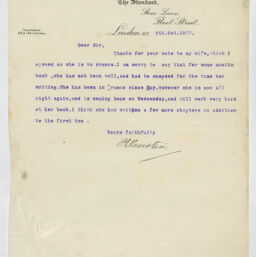 The Standard,
Shoe Lane,
Fleet Street,
London, E.C. 5th.Oct.1907.
Dear Sir,
Thanks for your note to my wife,which I
opened as she is in France. I am sorry to say that for some months
back ,she has not been well,and had to suspend for the time her
writing.She has been in France since May.However she is now all
right again,and is coming home on Wednesday,and will work very hard
at her book.I think she has written a few more chapters in addition
to the first two .
Yours faithfully